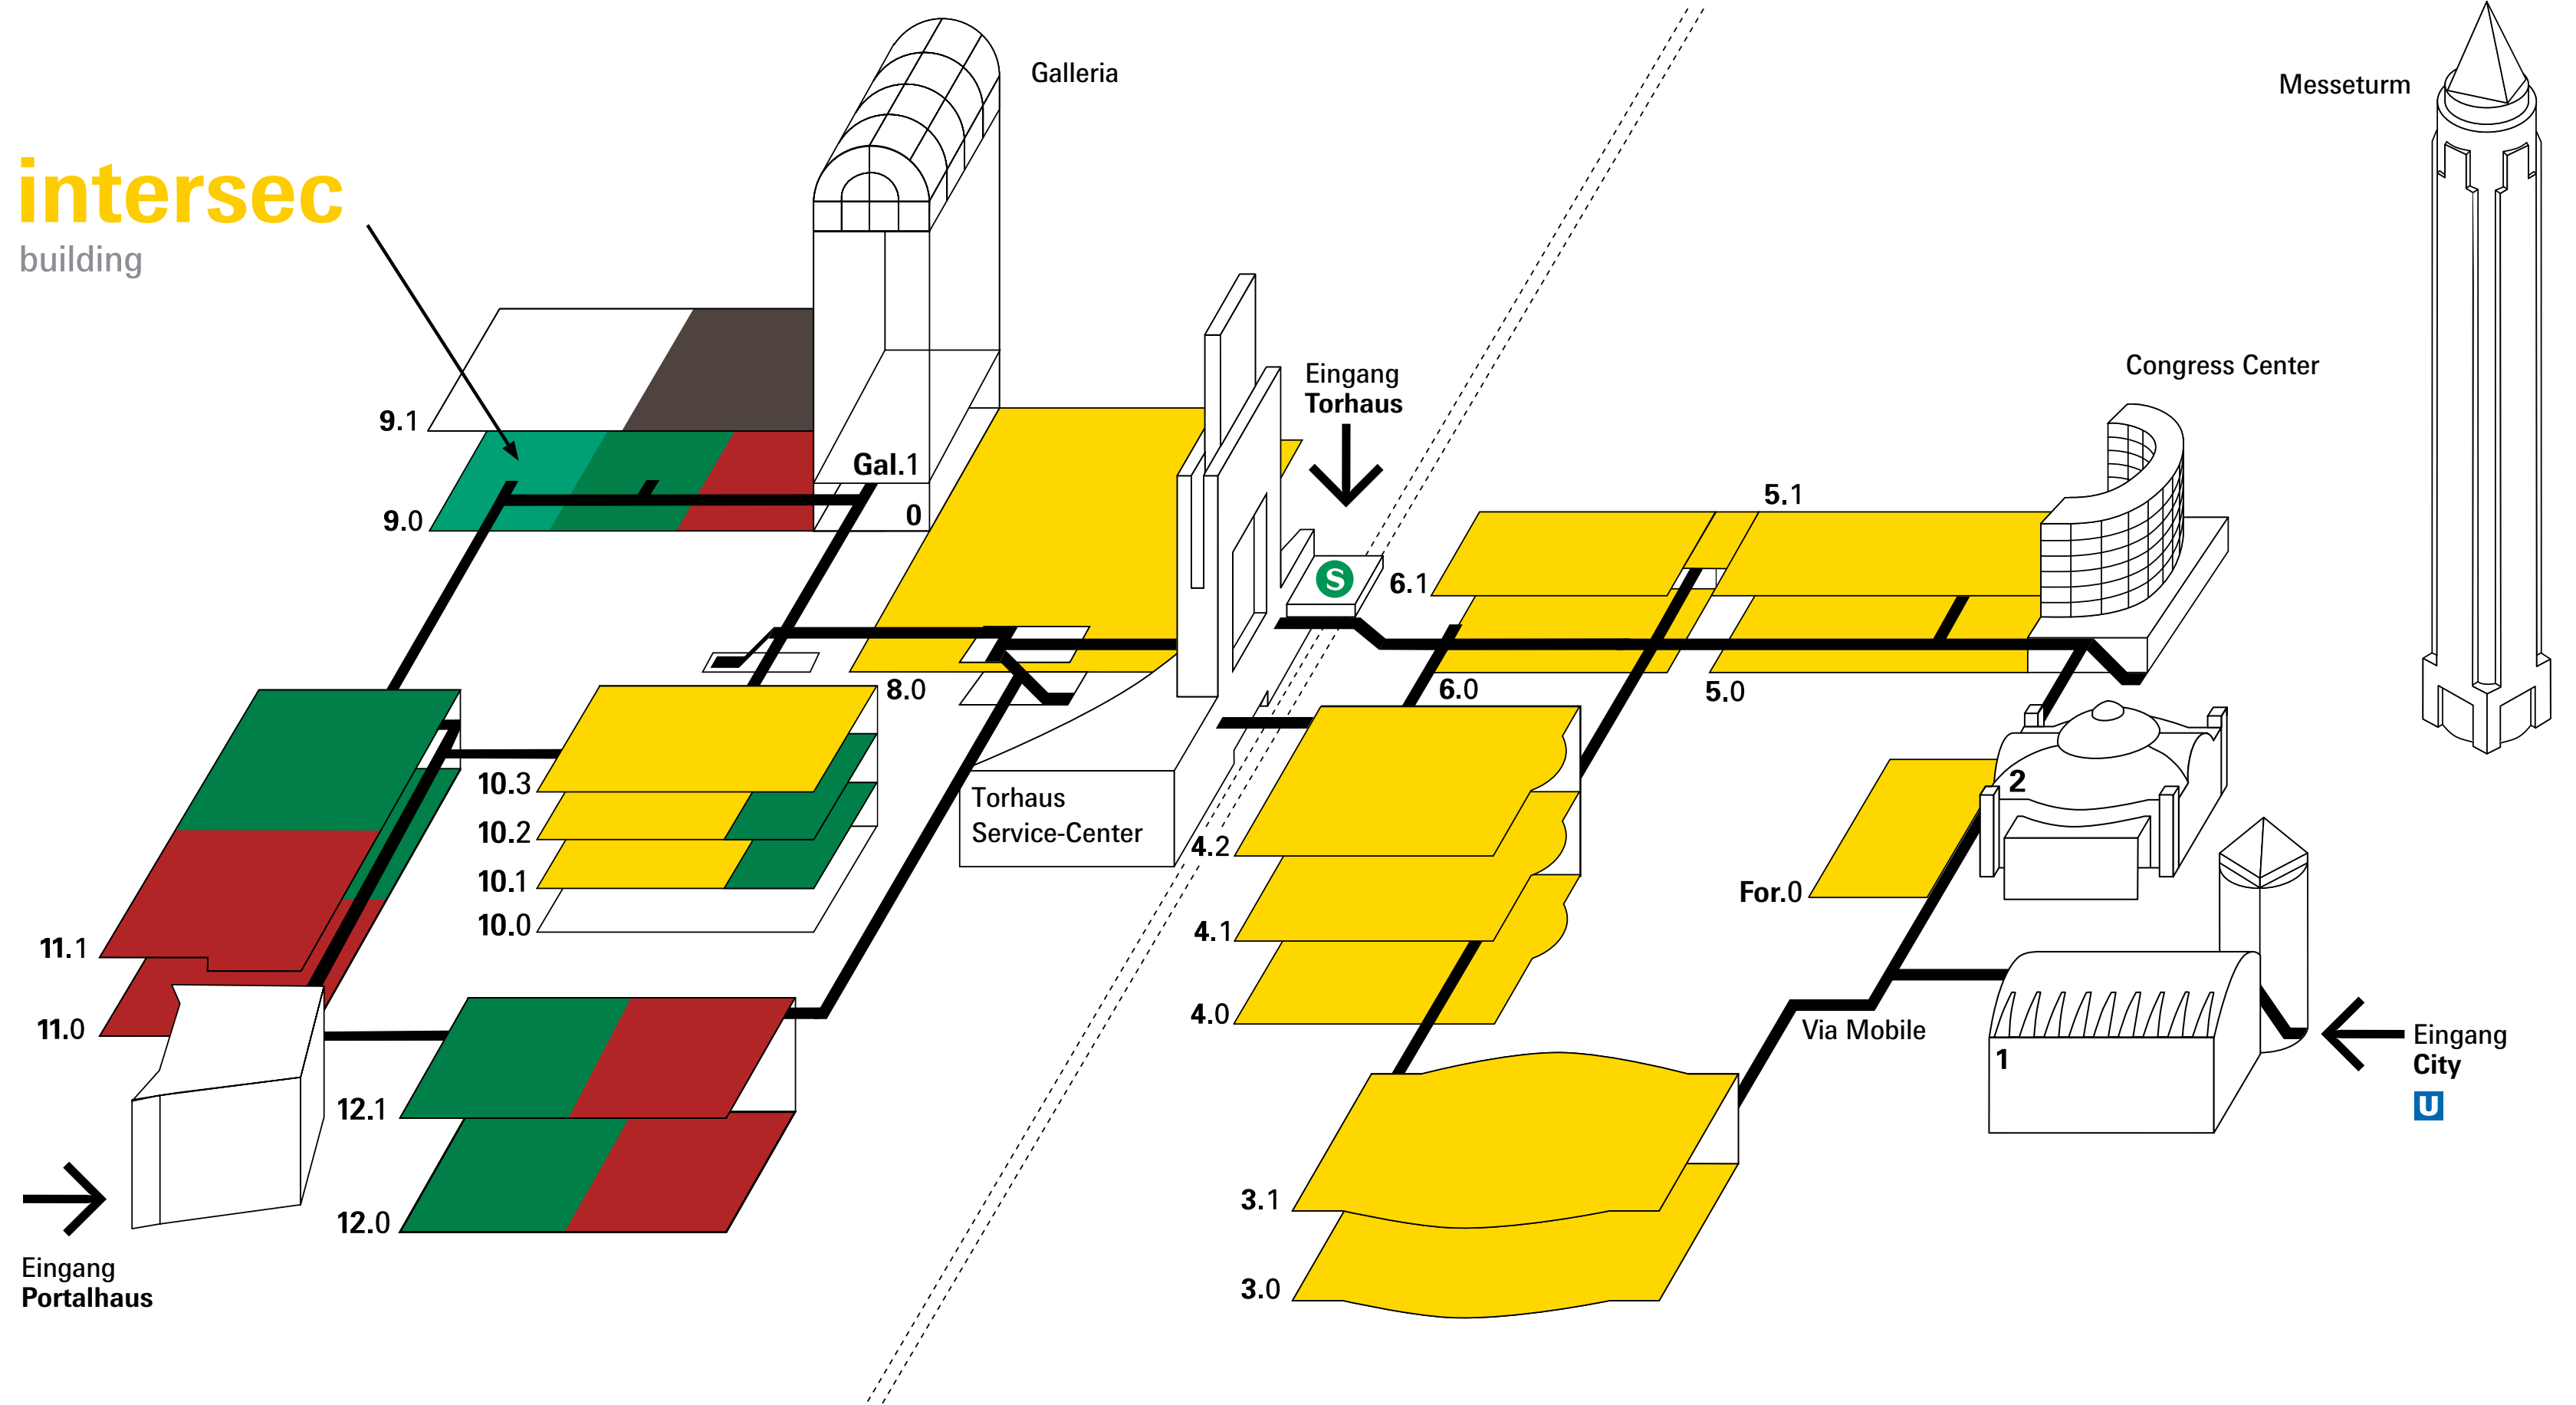 Galleria
Messeturm
intersec
building
Eingang
Torhaus
Congress Center
9.1
Gal.1
0
9.0
5.1
S
6.1
8.0
6.0
5.0
10.3
10.2
10.1
10.0
Torhaus
Service-Center
4.2
4.1
4.0
2
For.0
11.1
11.0
Via Mobile
1
Eingang
City
U
12.1
12.0
3.1
3.0
Eingang
Portalhaus